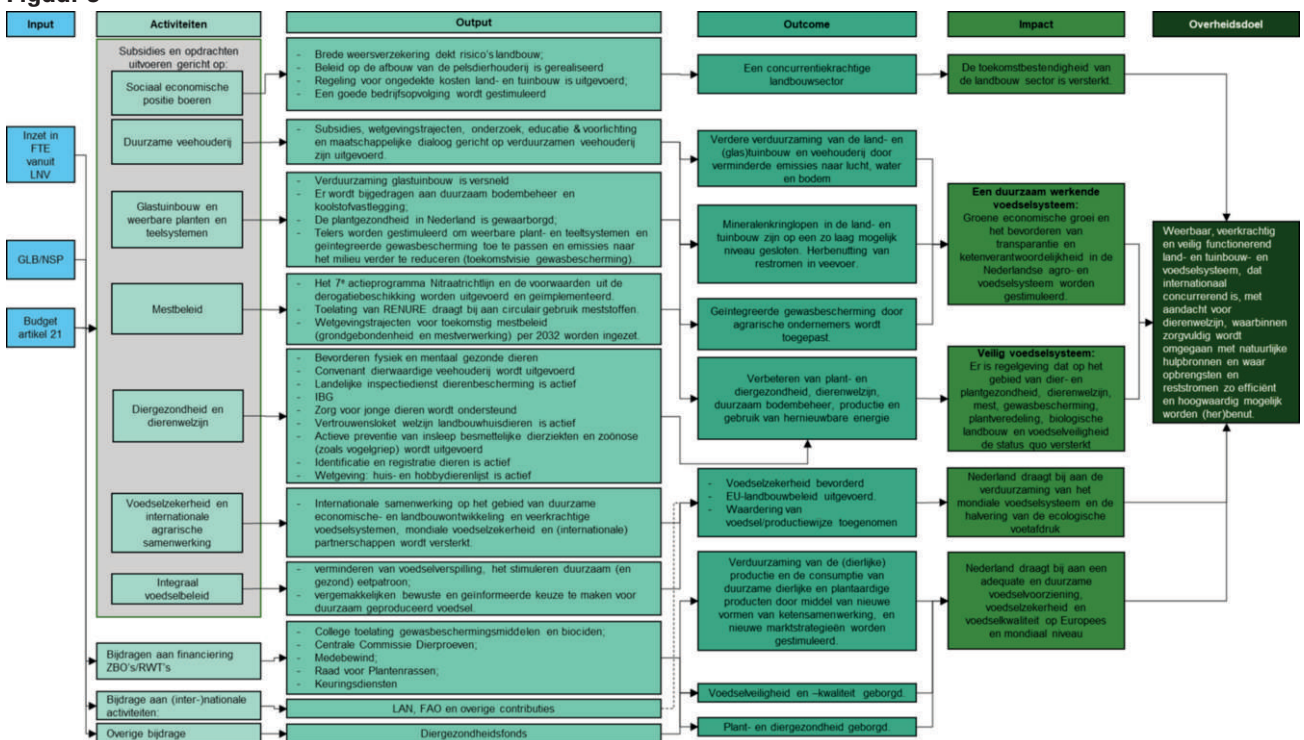 Figuur 3
Input
Activiteiten
Output
Outcome
Impact
Overheidsdoel
Inzet in
FTE
vanuit
LNV
GLB/NSP
Budget
artikel 21
Subsidies en opdrachten
uitvoeren gericht op:
Sociaal economische
positie boeren
Duurzame veehouderij
Glastuinbouw en
weerbare planten en
teelsystemen
Mestbeleid
Diergezondheid en
dierenwelzijn
Voedselzekerheid en
internationale
agrarische
samenwerking
Integraal
voedselbeleid
Bijdragen aan financiering
ZBO's/RWT's
Bijdrage aan (inter-)nationale
activiteiten:
Overige bijdrage
- Brede weersverzekering dekt risico's landbouw;
- Beleid op de afbouw van de pelsdierhouderij is gerealiseerd
- Regeling voor ongedekte kosten land- en tuinbouw is uitgevoerd;
- Een goede bedrijfsopvolging wordt gestimuleerd
- Subsidies, wetgevingstrajecten, onderzoek, educatie & voorlichting
en maatschappelijke dialoog gericht op verduurzamen veehouderij
zijn uitgevoerd.
- Verduurzaming glastuinbouw is versneld
- Er wordt bijgedragen aan duurzaam bodembeheer en
koolstofvastlegging;
- De plantgezondheid in Nederland is gewaarborgd;
- Telers worden gestimuleerd om weerbare plant- en teeltsystemen en
geïntegreerde gewasbescherming toe te passen en emissies naar
het milieu verder te reduceren (toekomstvisie gewasbescherming).
- Het 7e actieprogramma Nitraatrichtlijn en de voorwaarden uit de
derogatiebeschikking worden uitgevoerd en geïmplementeerd.
- Toelating van RENURE draagt bij aan circulair gebruik meststoffen.
- Wetgevingstrajecten voor toekomstig mestbeleid
(grondgebondenheid en mestverwerking) per 2032 worden ingezet.
- Bevorderen fysiek en mentaal gezonde dieren
- Convenant dierwaardige veehouderij wordt uitgevoerd
- Landelijke inspectiedienst dierenbescherming is actief
- IBG
- Zorg voor jonge dieren wordt ondersteund
- Vertrouwensloket welzijn landbouwhuisdieren is actief
- Actieve preventie van insleep besmettelijke dierziekten en zoönose
(zoals vogelgriep) wordt uitgevoerd
- Identificatie en registratie dieren is actief
- Wetgeving: huis- en hobbydierenlijst is actief
- Internationale samenwerking op het gebied van duurzame
economische- en landbouwontwikkeling en veerkrachtige
voedselsystemen, mondiale voedselzekerheid en (internationale)
partnerschappen wordt versterkt.
- verminderen van voedselverspilling, het stimuleren duurzaam (en
gezond) eetpatroon;
- vergemakkelijken bewuste en geïnformeerde keuze te maken voor
duurzaam geproduceerd voedsel.
- College toelating gewasbeschermingsmiddelen en biociden;
- Centrale Commissie Dierproeven;
- Medebewind;
- Raad voor Plantenrassen;
- Keuringsdiensten
LAN, FAO en overige contributies
Diergezondheidsfonds
Een concurrentiekrachtige
landbouwsector
Verdere verduurzaming van de land- en
(glas)tuinbouw en veehouderij door
verminderde emissies naar lucht, water
en bodem
Mineralenkringlopen in de land- en
tuinbouw zijn op een zo laag mogelijk
niveau gesloten. Herbenutting van
restromen in veevoer.
Geïntegreerde gewasbescherming door
agrarische ondernemers wordt
toegepast.
Verbeteren van plant- en
diergezondheid, dierenwelzijn,
duurzaam bodembeheer, productie en
gebruik van hernieuwbare energie
- Voedselzekerheid bevorderd
- EU-landbouwbeleid uitgevoerd.
- Waardering van
voedsel/productiewijze toegenomen
Verduurzaming van de (dierlijke)
productie en de consumptie van
duurzame dierlijke en plantaardige
producten door middel van nieuwe
vormen van ketensamenwerking, en
nieuwe marktstrategieën worden
gestimuleerd.
Voedselveiligheid en –kwaliteit geborgd.
Plant- en diergezondheid geborgd.
De toekomstbestendigheid van
de landbouw sector is versterkt.
Een duurzaam werkende
voedselsysteem:
Groene economische groei en
het bevorderen van
transparantie en
ketenverantwoordelijkheid in de
Nederlandse agro- en
voedselsysteem worden
gestimuleerd.
Veilig voedselsysteem:
Er is regelgeving dat op het
gebied van dier- en
plantgezondheid, dierenwelzijn,
mest, gewasbescherming,
plantveredeling, biologische
landbouw en voedselveiligheid
de status quo versterkt
Nederland draagt bij aan de
verduurzaming van het
mondiale voedselsysteem en de
halvering van de ecologische
voetafdruk
Nederland draagt bij aan een
adequate en duurzame
voedselvoorziening,
voedselzekerheid en
voedselkwaliteit op Europees
en mondiaal niveau
Weerbaar, veerkrachtig
en veilig functionerend
land- en tuinbouw- en
voedselsysteem, dat
internationaal
concurrerend is, met
aandacht voor
dierenwelzijn, waarbinnen
zorgvuldig wordt
omgegaan met natuurlijke
hulpbronnen en waar
opbrengsten en
reststromen zo efficiënt
en hoogwaardig mogelijk
worden (her)benut.